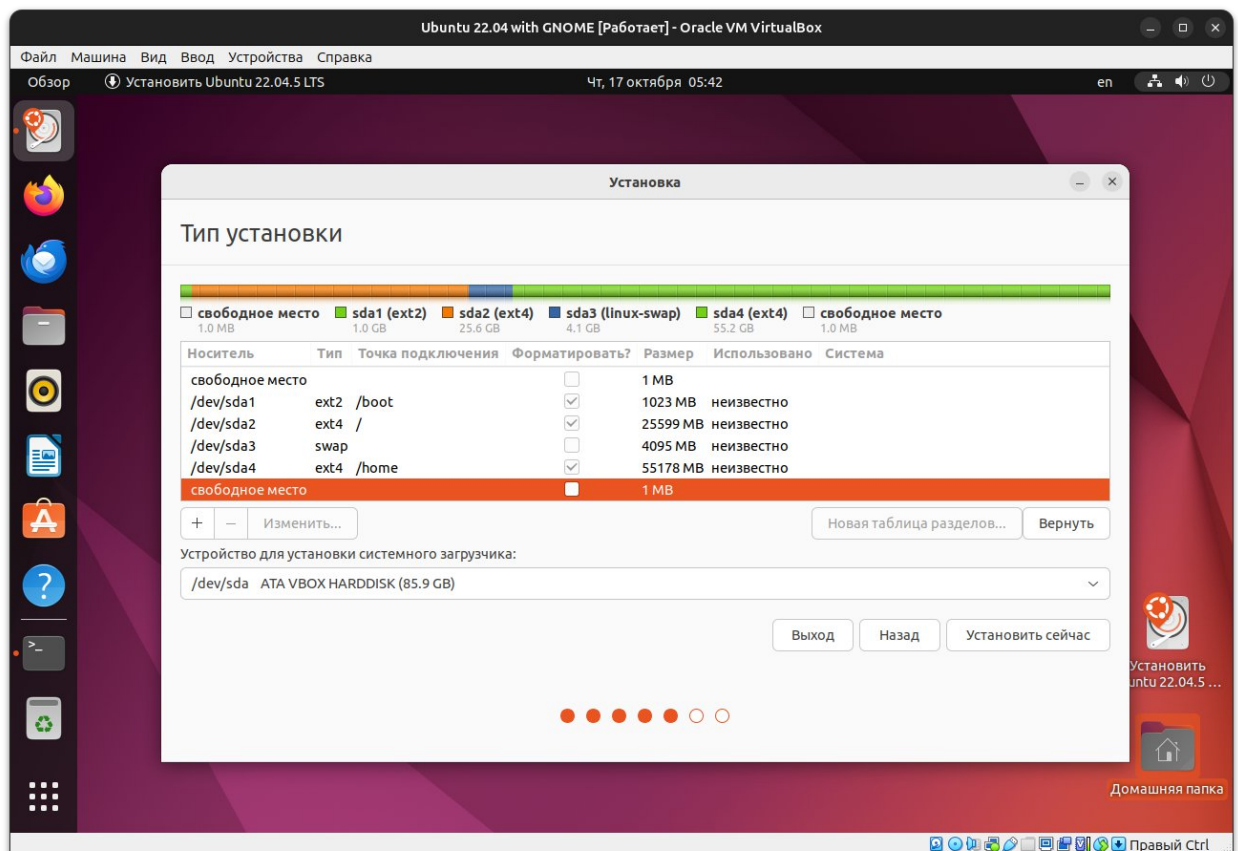 Ubuntu 22.04 with GNOME [Работает] - Oracle VM VirtualBox
Файл Машина Вид Ввод Устройства Справка
Обзор Установить Ubuntu 22.04.5 LTS Чт, 17 октября 05:42 en
Установка
Тип установки
свободное место sda1 (ext2) sda2 (ext4) sda3 (linux-swap) sda4 (ext4) свободное место
1.0 MB 1.0 GB 25.6 GB 4.1 GB 55.2 GB 1.0 MB
Носитель Тип Точка подключения Форматировать? Размер Использовано Система
свободное место 1 MB
/dev/sda1 ext2 /boot 1023 MB неизвестно
/dev/sda2 ext4 / 25599 MB неизвестно
/dev/sda3 swap 4095 MB неизвестно
/dev/sda4 ext4 /home 55178 MB неизвестно
свободное место 1 MB
+ – Изменить... Новая таблица разделов... Вернуть
Устройство для установки системного загрузчика:
/dev/sda ATA VBOX HARDDISK (85.9 GB)
Выход Назад Установить сейчас
Установить
untu 22.04.5 ...
Домашняя папка
Правый Ctrl